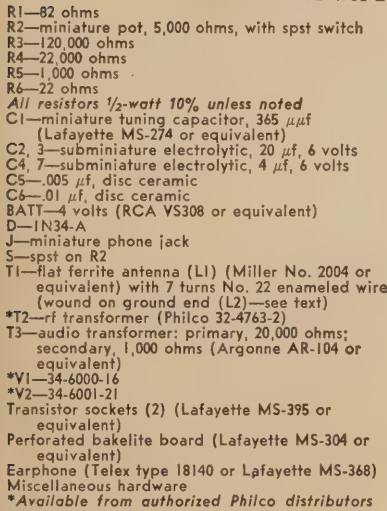 R1—82 ohms
R2—miniature pot, 5,000 ohms, with spst switch
R3—120,000 ohms
R4—22,000 ohms
R5—1,000 ohms
R6—22 ohms
All resistors ½-watt 10% unless noted
C1—miniature tuning capacitor, 365 μμf
(Lafayette MS-274 or equivalent)
C2, 3—subminiature electrolytic, 20 μf, 6 volts
C4, 7—subminiature electrolytic, 4 μf, 6 volts
C5—.005 μf, disc ceramic
C6—.01 μf, disc ceramic
BATT—4 volts (RCA VS308 or equivalent)
D—1N34-A
J—miniature phone jack
S—spst on R2
T1—flat ferrite antenna (L1) (Miller No. 2004 or
equivalent) with 7 turns No. 22 enameled wire
(wound on ground end (L2)—see text)
*T2—rf transformer (Philco 32-4763-2)
T3—audio transformer: primary, 20,000 ohms;
secondary, 1,000 ohms (Argonne AR-104 or
equivalent)
*V1—34-6000-16
*V2—34-6001-21
Transistor sockets (2) (Lafayette MS-395 or
equivalent)
Perforated bakelite board (Lafayette MS-304 or
equivalent)
Earphone (Telex type 18140 or Lafayette MS-368)
Miscellaneous hardware
*Available from authorized Philco distributors